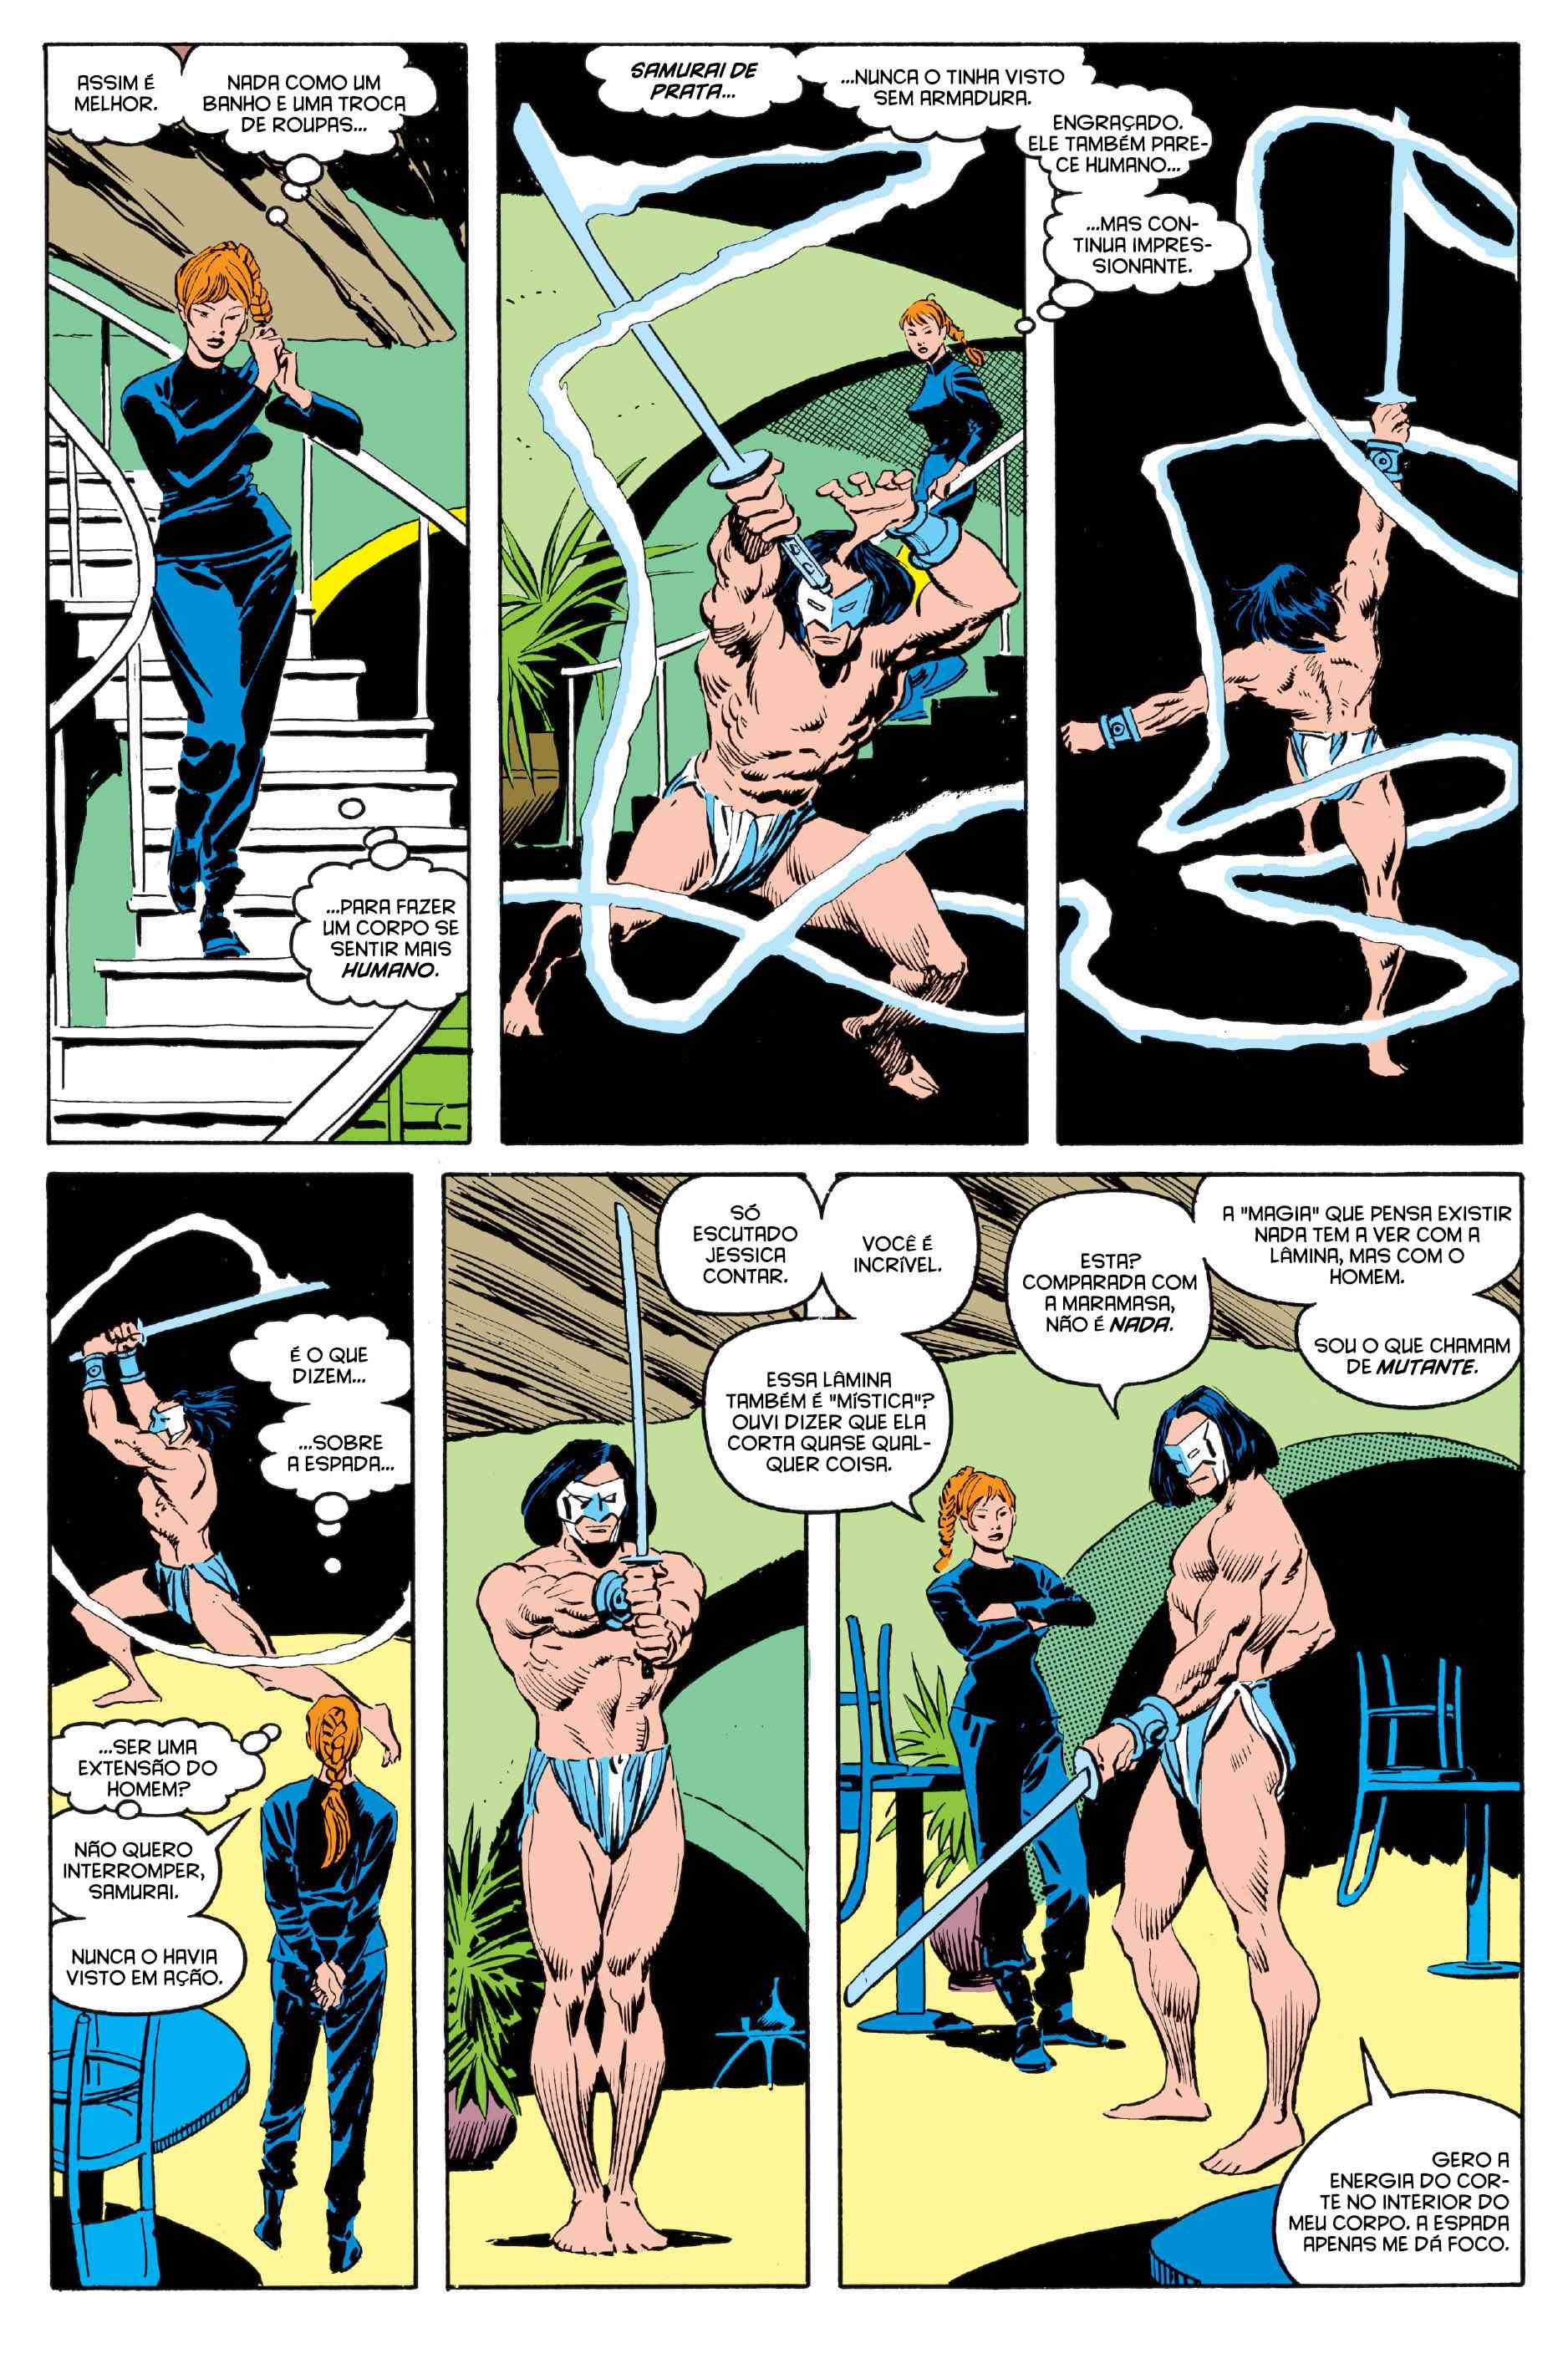 ASSIM É
MELHOR.
NADA COMO UM
BANHO E UMA TROCA
DE ROUPAS...
...PARA FAZER
UM CORPO SE
SENTIR MAIS
HUMANO.
SAMURAI DE
PRATA...
...NUNCA O TINHA VISTO
SEM ARMADURA.
ENGRAÇADO.
ELE TAMBÉM PARE-
CE HUMANO...
...MAS CON-
TINUA IMPRES-
SIONANTE.
É O QUE
DIZEM...
...SOBRE
A ESPADA...
...SER UMA
EXTENSÃO DO
HOMEM?
NÃO QUERO
INTERROMPER,
SAMURAI.
NUNCA O HAVIA
VISTO EM AÇÃO.
SÓ
ESCUTADO
JESSICA
CONTAR.
VOCÊ É
INCRÍVEL.
ESSA LÂMINA
TAMBÉM É "MÍSTICA"?
OUVI DIZER QUE ELA
CORTA QUASE QUAL-
QUER COISA.
ESTA?
COMPARADA COM
A MARAMASA,
NÃO É NADA.
A "MAGIA" QUE PENSA EXISTIR
NADA TEM A VER COM A
LÂMINA, MAS COM O
HOMEM.
SOU O QUE CHAMAM
DE MUTANTE.
GERO A
ENERGIA DO COR-
TE NO INTERIOR DO
MEU CORPO. A ESPADA
APENAS ME DÁ FOCO.